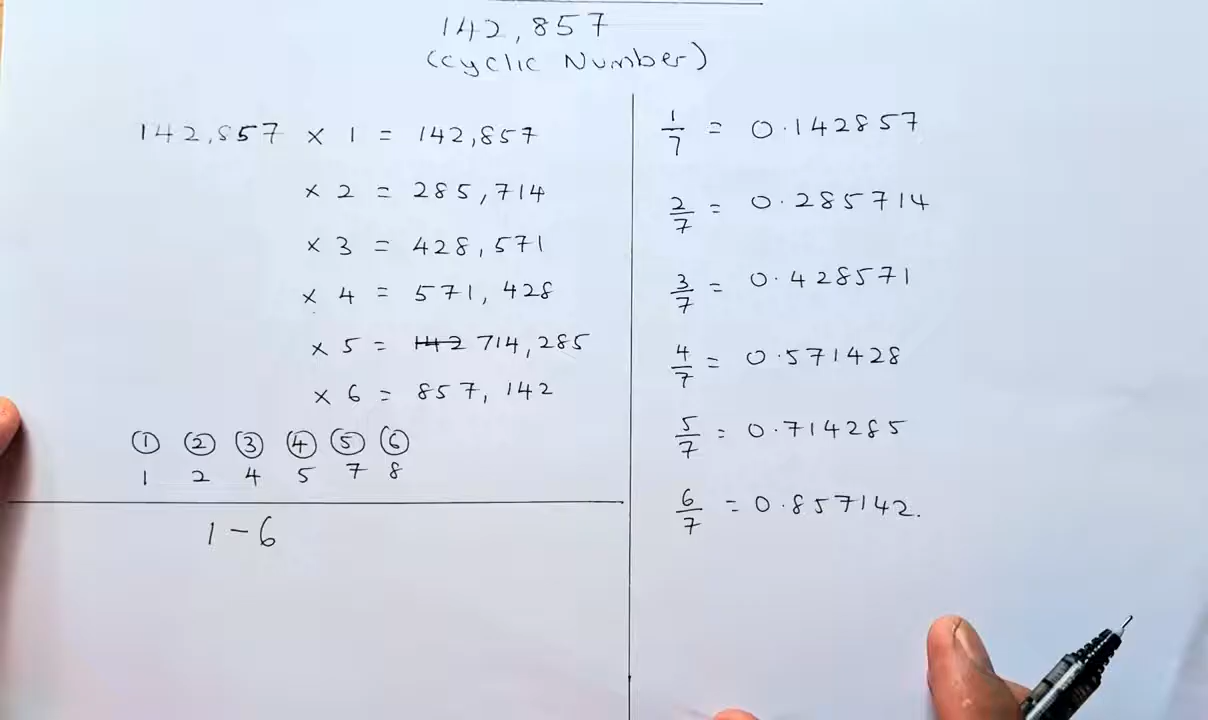 142,857
(cyclic Number)
142,857 × 1 = 142,857
× 2 = 285,714
× 3 = 428,571
× 4 = 571,428
× 5 = 142 714,285
× 6 = 857,142
① ② ③ ④ ⑤ ⑥
1 2 4 5 7 8
1-6
1/7 = 0.142857
2/7 = 0.285714
3/7 = 0.428571
4/7 = 0.571428
5/7 = 0.714285
6/7 = 0.857142.